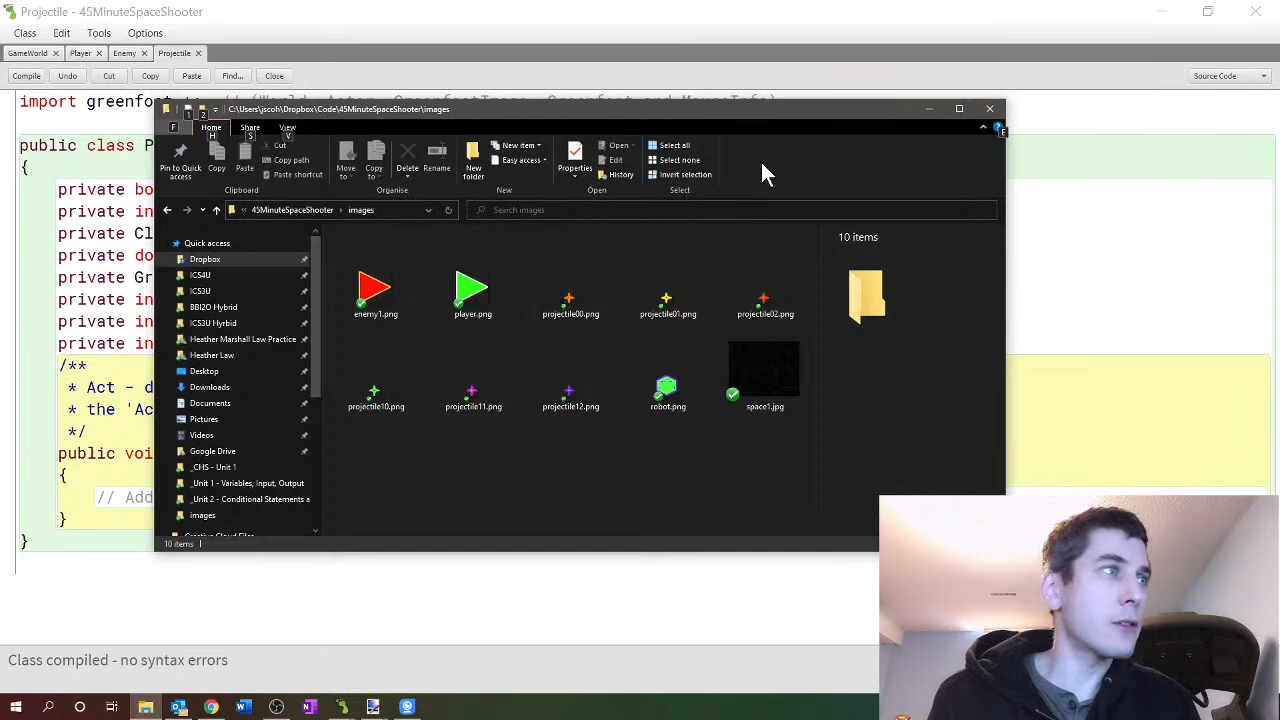 Projectile - 45MinuteSpaceShooter
Class Edit Tools Options
GameWorld Player Enemy Projectile
Compile Undo Cut Copy Paste Find... Close Source Code
import greenfoot
public class P
{
private bo
private in
private Cl
private do
private Gr
private in
private in
private in
/**
* Act - d
* the 'Ac
*/
public voi
{
// Add
}
}
Class compiled - no syntax errors
1 2 C:\Users\jscoh\Dropbox\Code\45MinuteSpaceShooter\images
F Home Share View E
H S V
Pin to Quick access
Copy
Paste
Cut
Copy path
Paste shortcut
Clipboard
Move to
Copy to
Delete
Rename
Organise
New folder
New item
Easy access
New
Properties
Open
Edit
History
Open
Select all
Select none
Invert selection
Select
« 45MinuteSpaceShooter › images
Search images
Quick access
Dropbox
ICS4U
ICS3U
BBI2O Hybrid
ICS3U Hybrid
Heather Marshall Law Practice
Heather Law
Desktop
Downloads
Documents
Pictures
Videos
Google Drive
_CHS - Unit 1
_Unit 1 - Variables, Input, Output
_Unit 2 - Conditional Statements a
images
enemy1.png player.png projectile00.png projectile01.png projectile02.png
projectile10.png projectile11.png projectile12.png robot.png space1.jpg
10 items
10 items